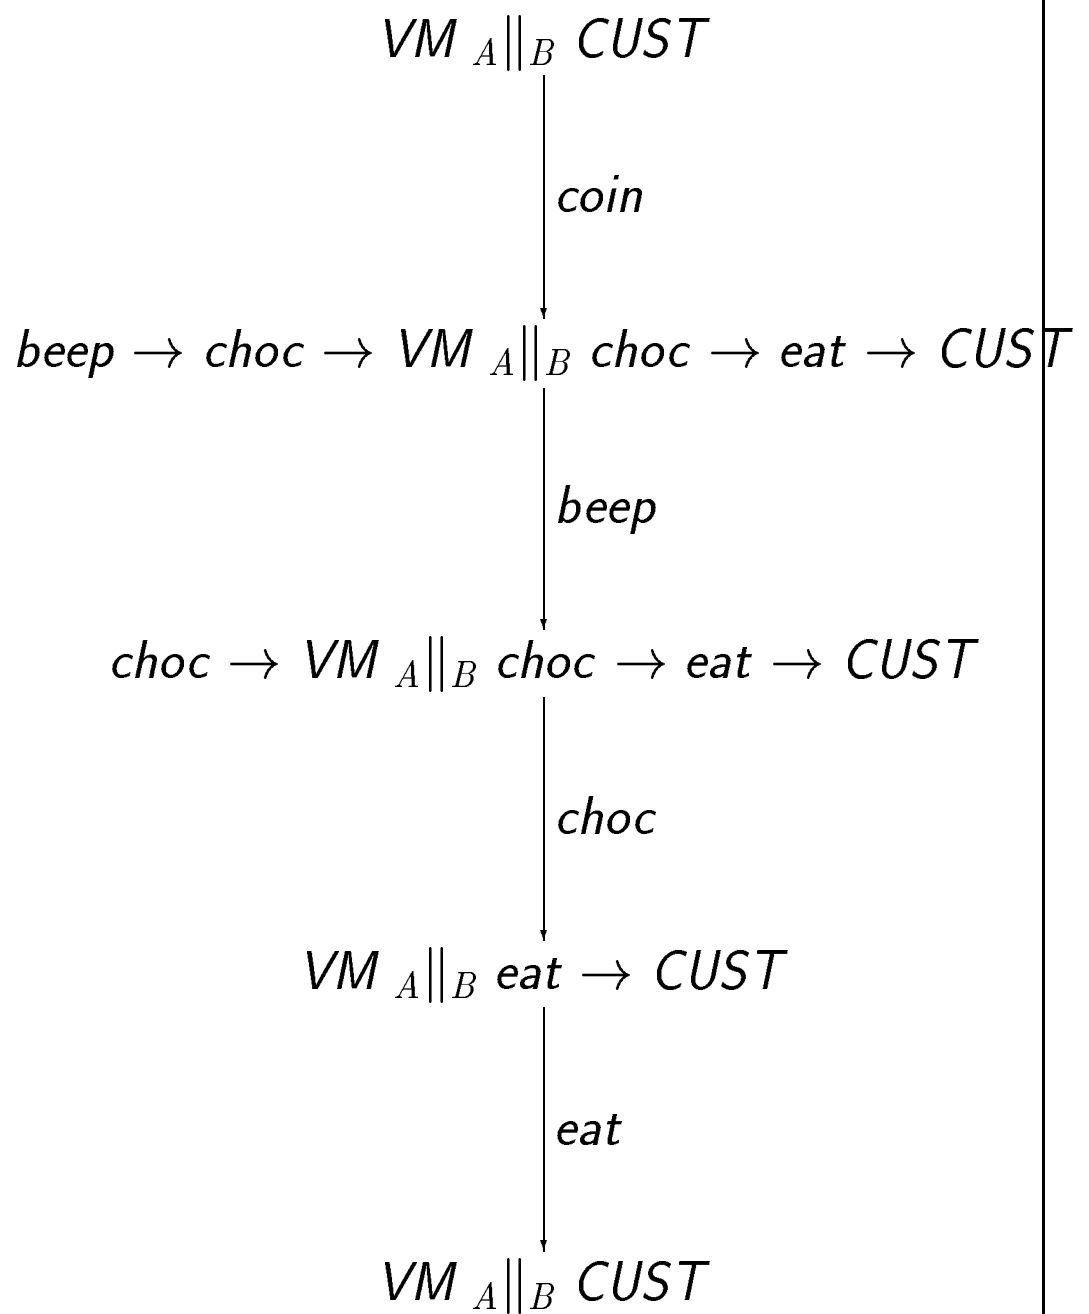 VM A||B CUST
coin
beep → choc → VM A||B choc → eat → CUST
beep
choc → VM A||B choc → eat → CUST
choc
VM A||B eat → CUST
eat
VM A||B CUST